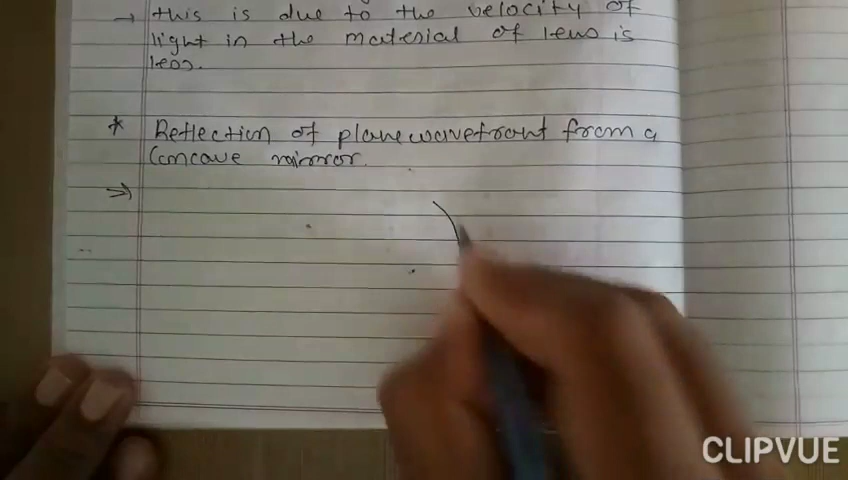 → this is due to the velocity of
light in the material of lens is
less.
* Reflection of plane wavefront from a
Concave mirror.
⇒
CLIPVUE